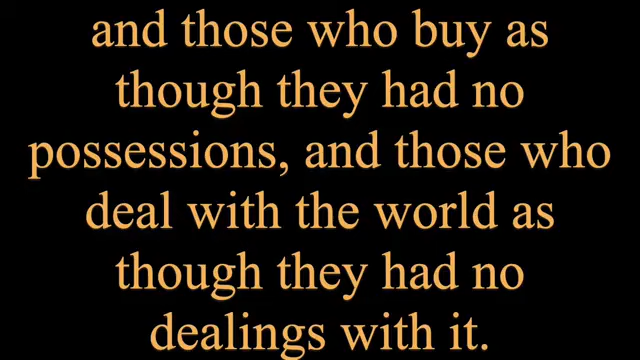 and those who buy as
though they had no
possessions, and those who
deal with the world as
though they had no
dealings with it.